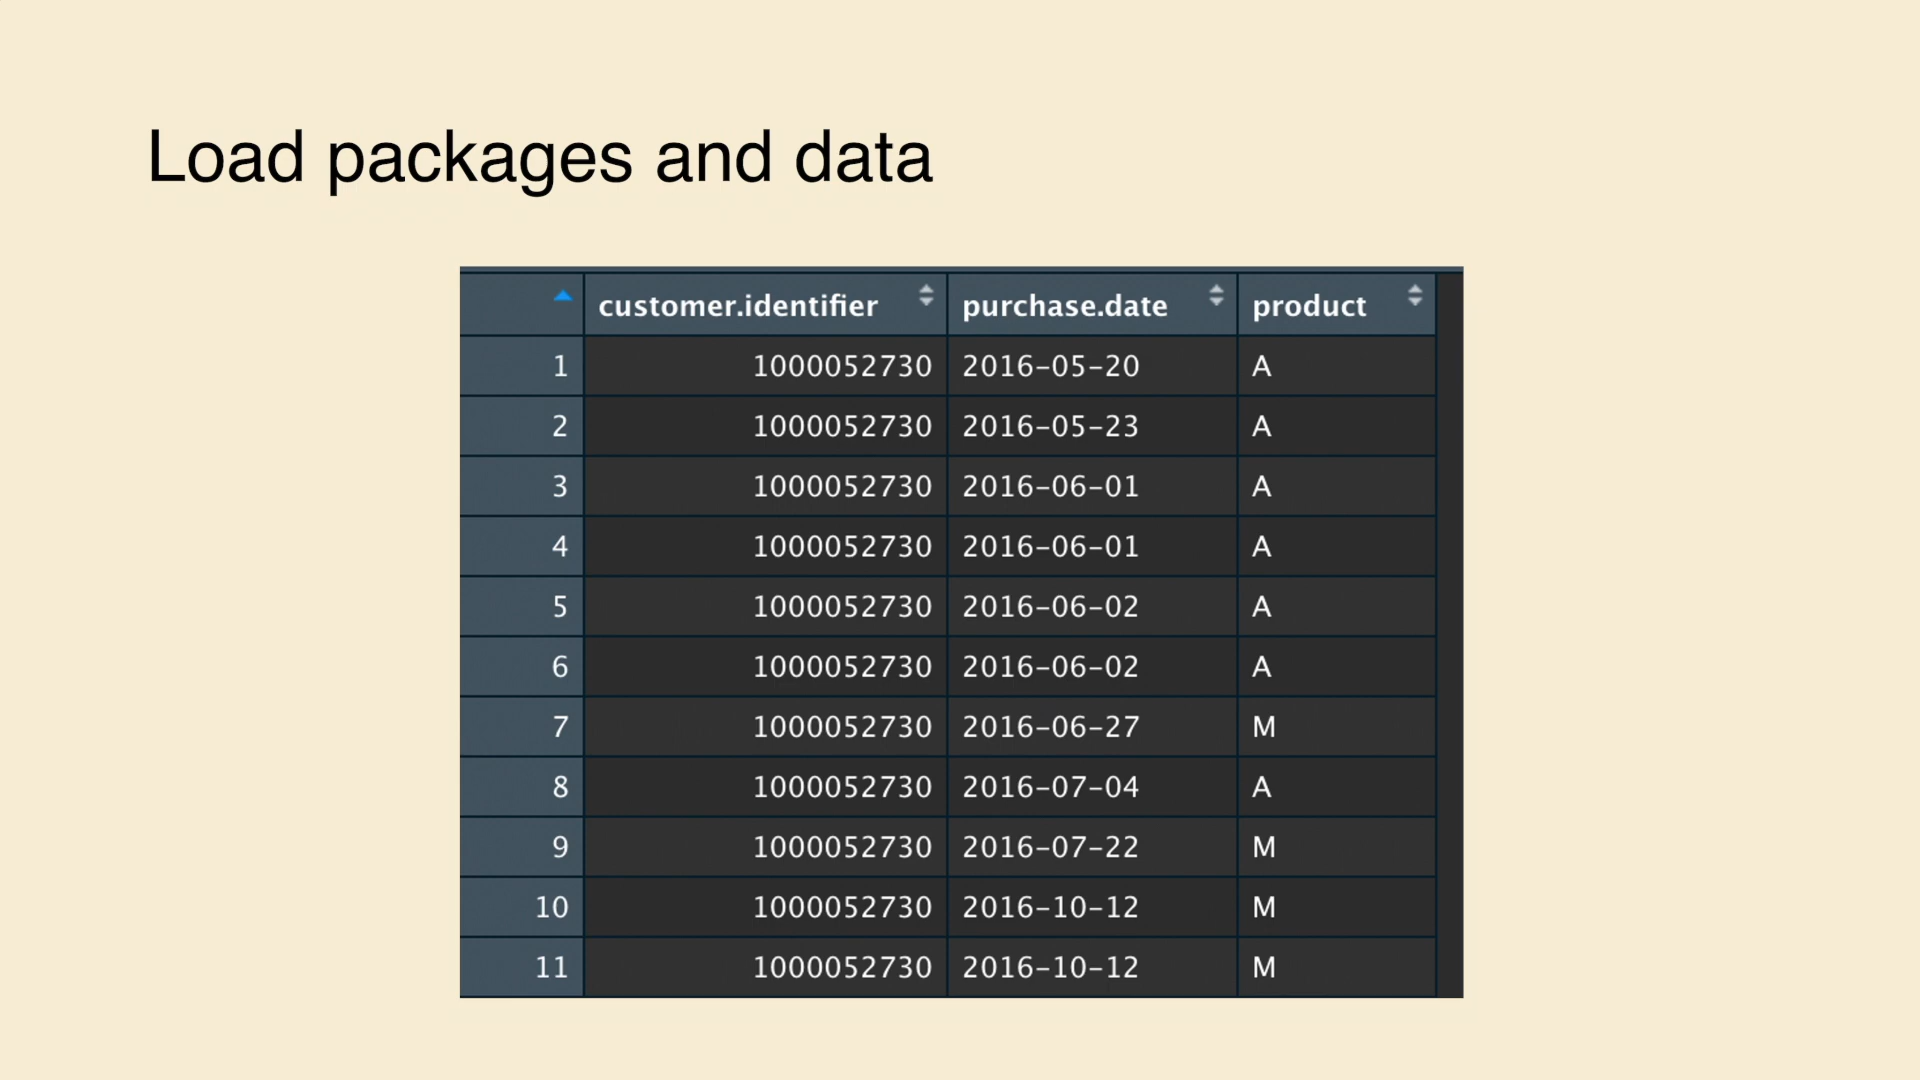 Load packages and data
customer.identifier purchase.date product
1 1000052730 2016-05-20 A
2 1000052730 2016-05-23 A
3 1000052730 2016-06-01 A
4 1000052730 2016-06-01 A
5 1000052730 2016-06-02 A
6 1000052730 2016-06-02 A
7 1000052730 2016-06-27 M
8 1000052730 2016-07-04 A
9 1000052730 2016-07-22 M
10 1000052730 2016-10-12 M
11 1000052730 2016-10-12 M